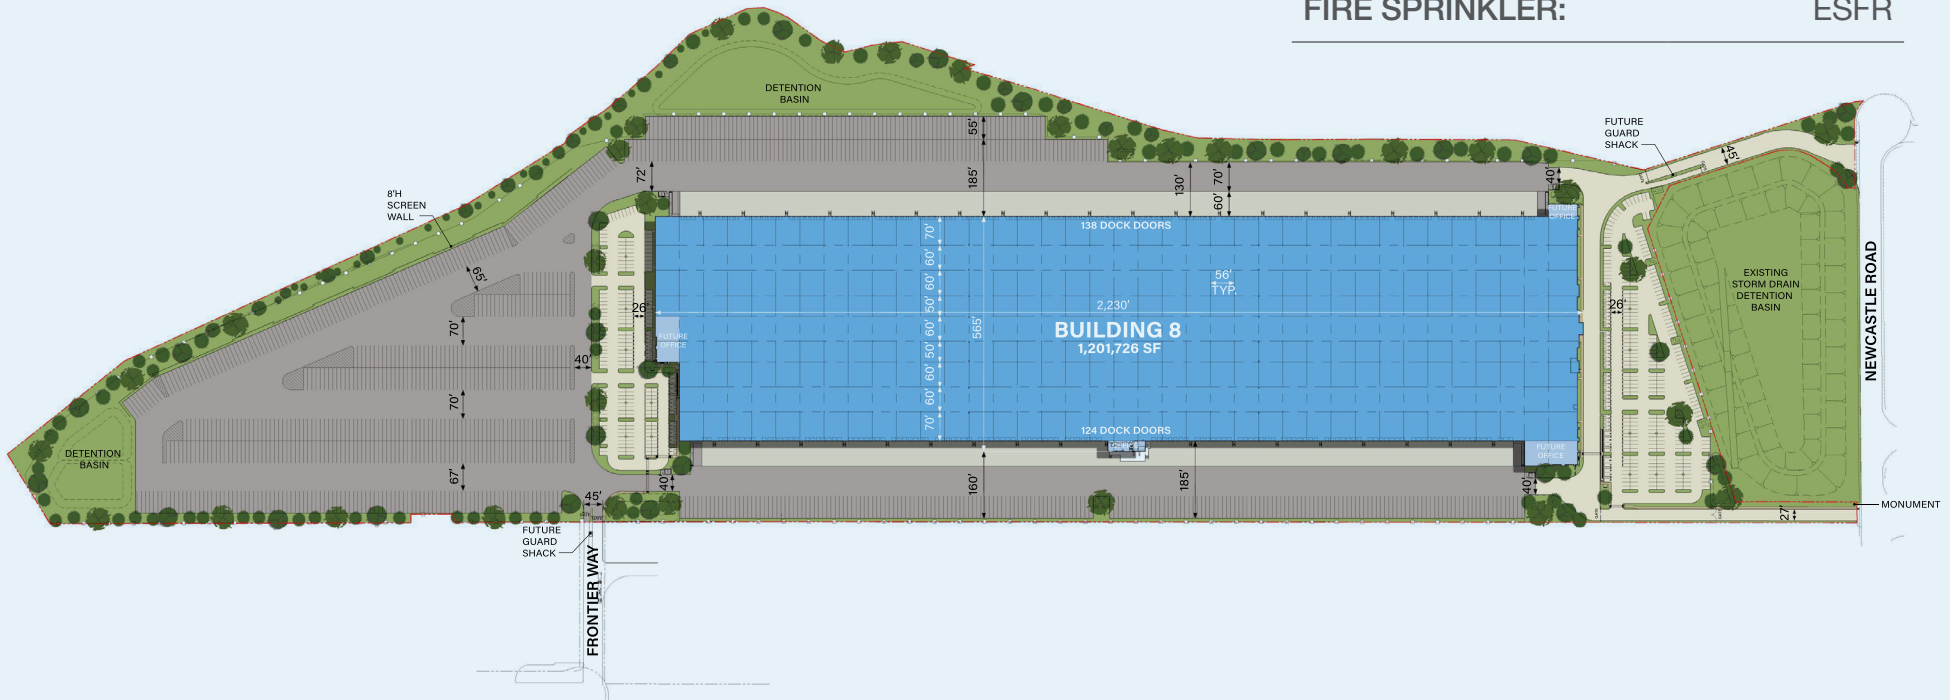 FIRE SPRINKLER: ESFR
DETENTION
BASIN
FUTURE
GUARD
SHACK
55'
45'
72'
185'
130'
70'
60'
40'
8'H
SCREEN
WALL
FUTURE
OFFICE
138 DOCK DOORS
70'
60'
60'
50'
60'
50'
60'
60'
70'
65'
56'
TYP.
2,230'
565'
26'
26'
BUILDING 8
1,201,726 SF
FUTURE
OFFICE
EXISTING
STORM DRAIN
DETENTION
BASIN
NEWCASTLE ROAD
70'
40'
70'
124 DOCK DOORS
FUTURE
OFFICE
DETENTION
BASIN
67'
40'
160'
185'
40'
45'
27'
MONUMENT
FUTURE
GUARD
SHACK
FRONTIER WAY